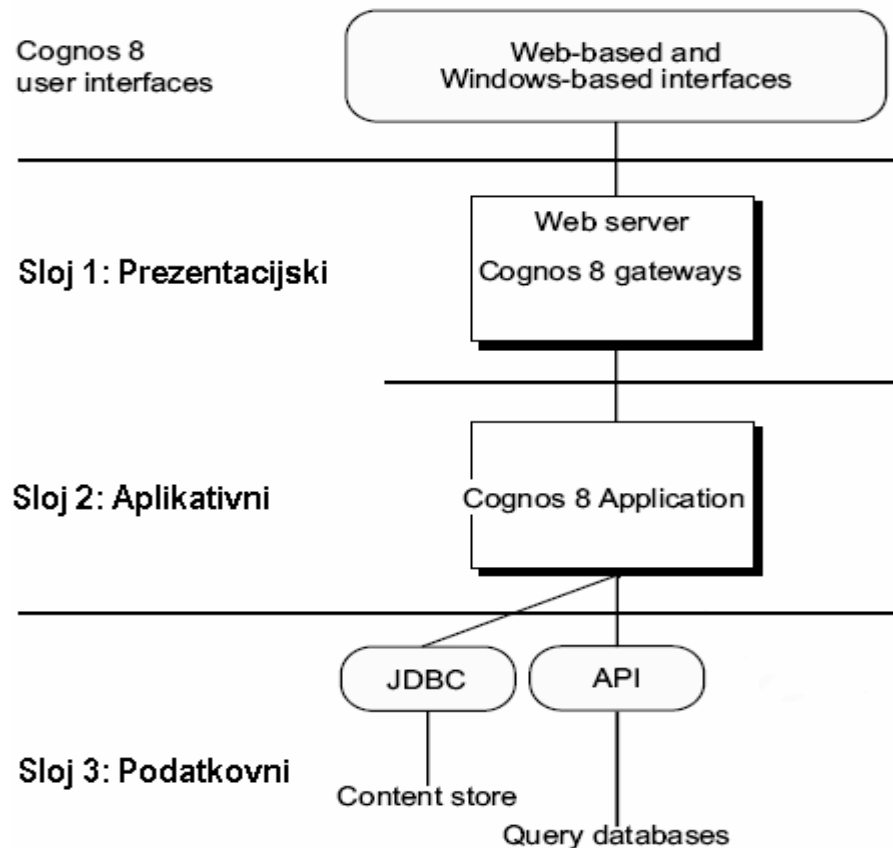 Cognos 8
user interfaces
Web-based and
Windows-based interfaces
Sloj 1: Prezentacijski
Web server
Cognos 8 gateways
Sloj 2: Aplikativni
Cognos 8 Application
Sloj 3: Podatkovni
JDBC
API
Content store
Query databases